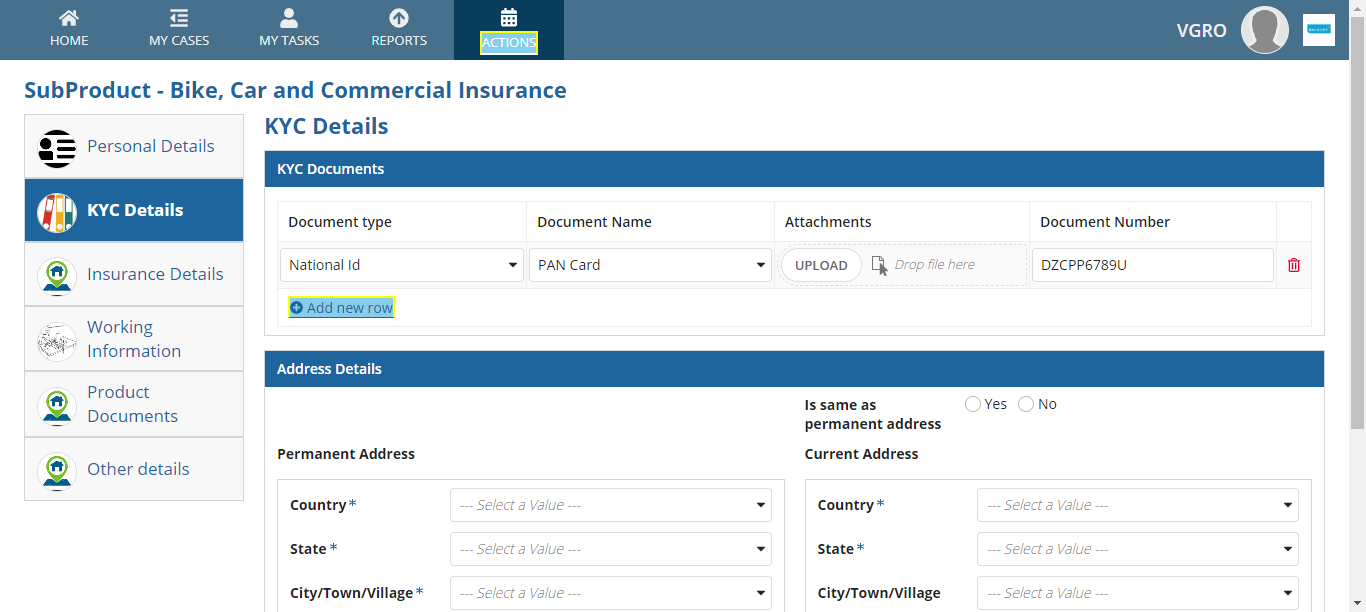 HOME
MY CASES
MY TASKS
REPORTS
ACTIONS
VGRO
SubProduct - Bike, Car and Commercial Insurance
Personal Details
KYC Details
Insurance Details
Working
Information
Product
Documents
Other details
KYC Details
KYC Documents
Document type
Document Name
Attachments
Document Number
National Id
PAN Card
UPLOAD
Drop file here
DZCPP6789U
Add new row
Address Details
Is same as
permanent address
Yes
No
Permanent Address
Current Address
Country*
--- Select a Value ---
Country*
--- Select a Value ---
State*
--- Select a Value ---
State*
--- Select a Value ---
City/Town/Village*
--- Select a Value ---
City/Town/Village
--- Select a Value ---